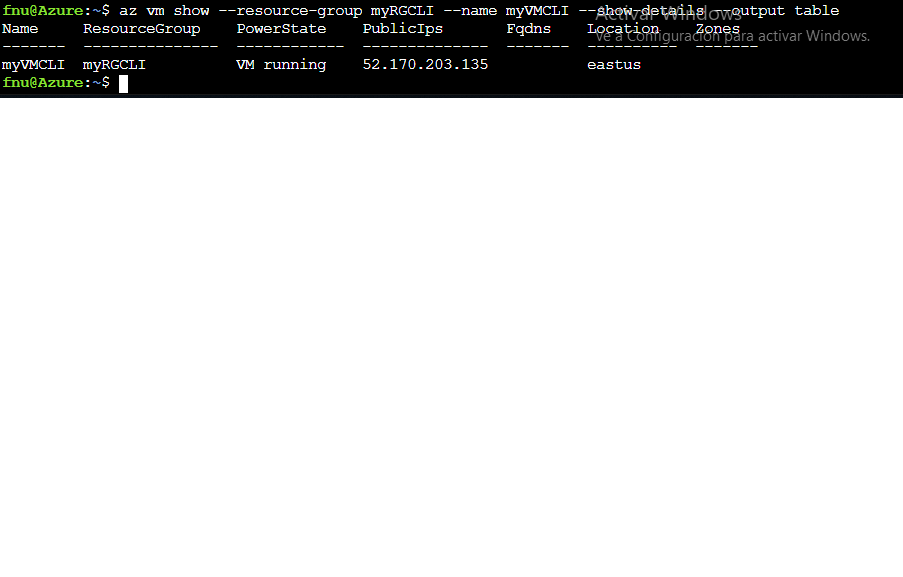 fnu@Azure:~$ az vm show --resource-group myRGCLI --name myVMCLI --show-details --output table
Name     ResourceGroup    PowerState    PublicIps       Fqdns    Location    Zones
-------  ---------------  ------------  --------------  -------  ----------  -------
myVMCLI  myRGCLI          VM running    52.170.203.135           eastus
fnu@Azure:~$
Activar Windows
Ve a Configuración para activar Windows.